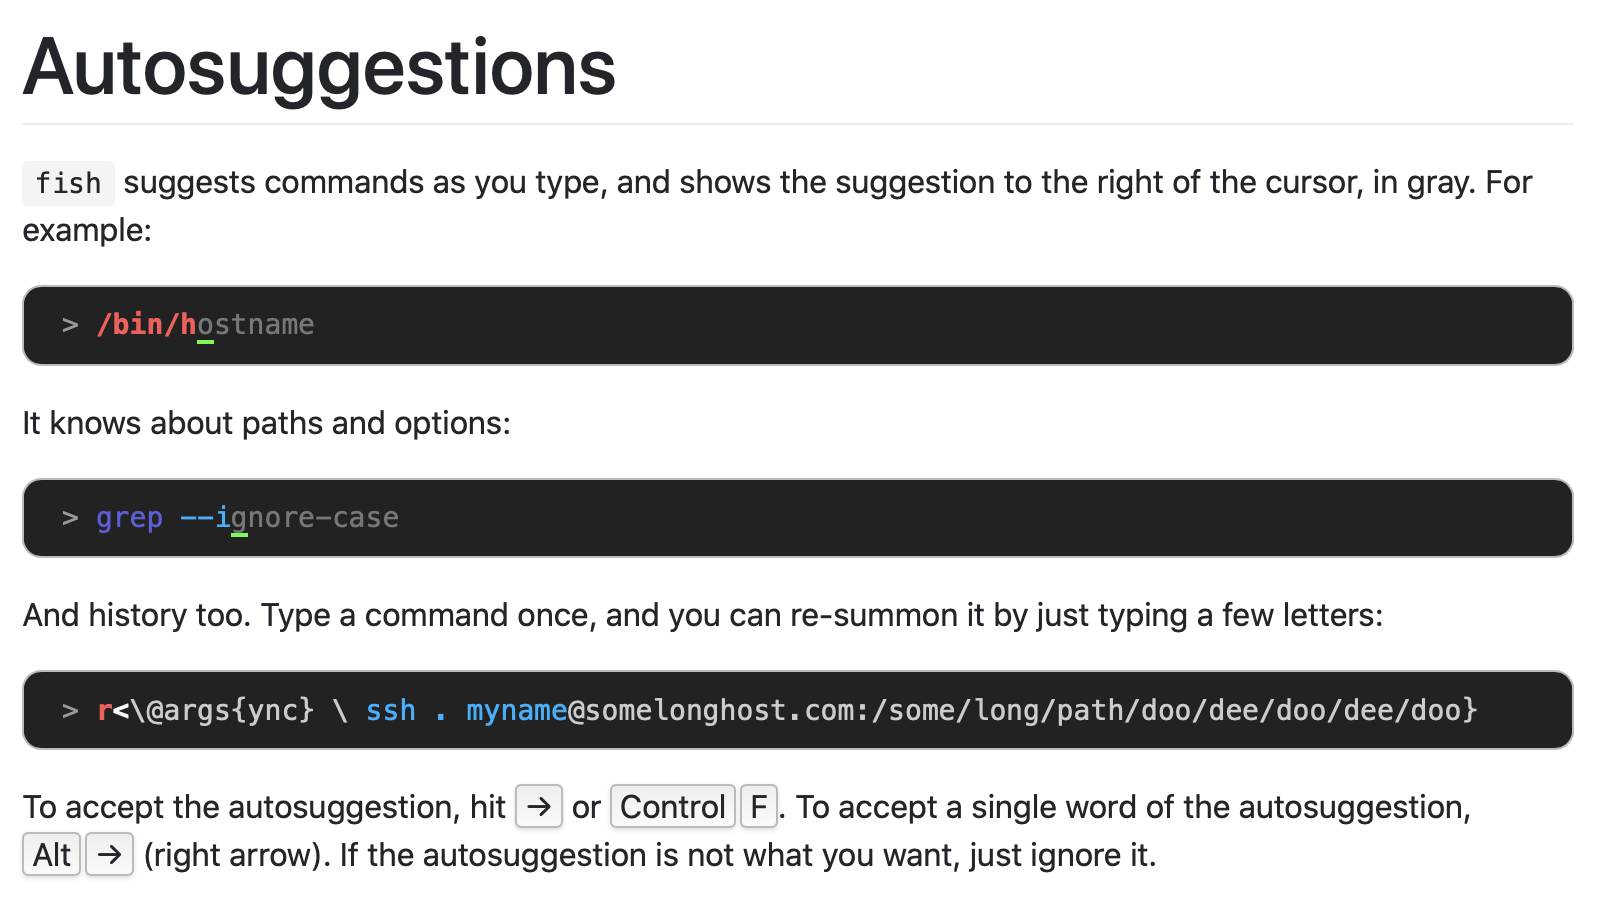 Autosuggestions
fish suggests commands as you type, and shows the suggestion to the right of the cursor, in gray. For
example:
> /bin/hostname
It knows about paths and options:
> grep --ignore-case
And history too. Type a command once, and you can re-summon it by just typing a few letters:
> r<\@args{ync} \ ssh . myname@somelonghost.com:/some/long/path/doo/dee/doo/dee/doo}
To accept the autosuggestion, hit → or Control F. To accept a single word of the autosuggestion,
Alt → (right arrow). If the autosuggestion is not what you want, just ignore it.